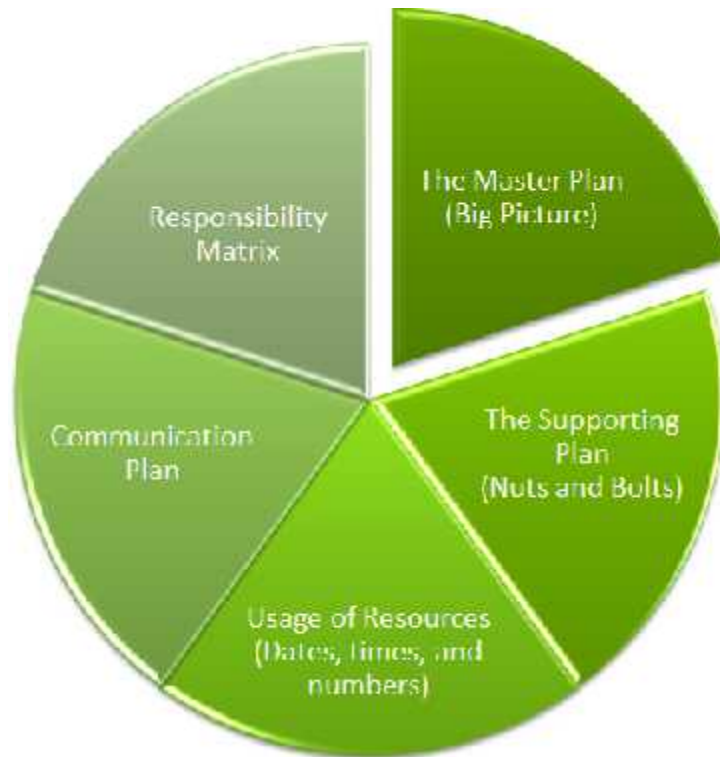 The Master Plan
(Big Picture)
The Supporting
Plan
(Nuts and Bolts)
Usage of Resources
(Dates, times, and
numbers)
Communication
Plan
Responsibility
Matrix